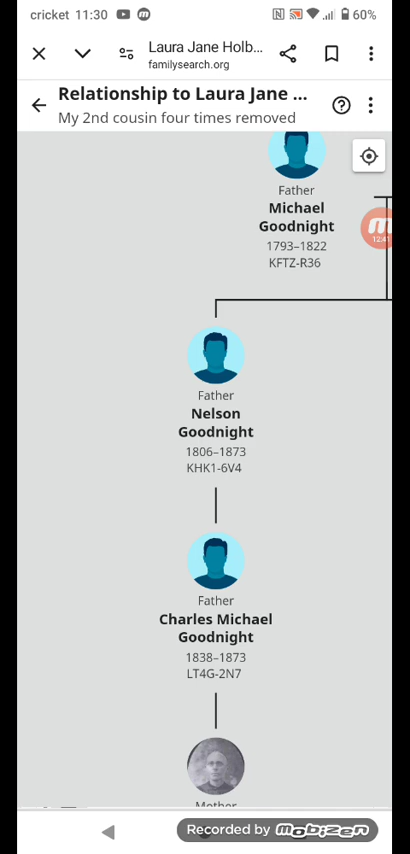 cricket 11:30 60%
Laura Jane Holb...
familysearch.org
Relationship to Laura Jane ...
My 2nd cousin four times removed
Father
Michael
Goodnight
1793–1822
KFTZ-R36
12:41
Father
Nelson
Goodnight
1806–1873
KHK1-6V4
Father
Charles Michael
Goodnight
1838–1873
LT4G-2N7
Mother
Recorded by mobizen